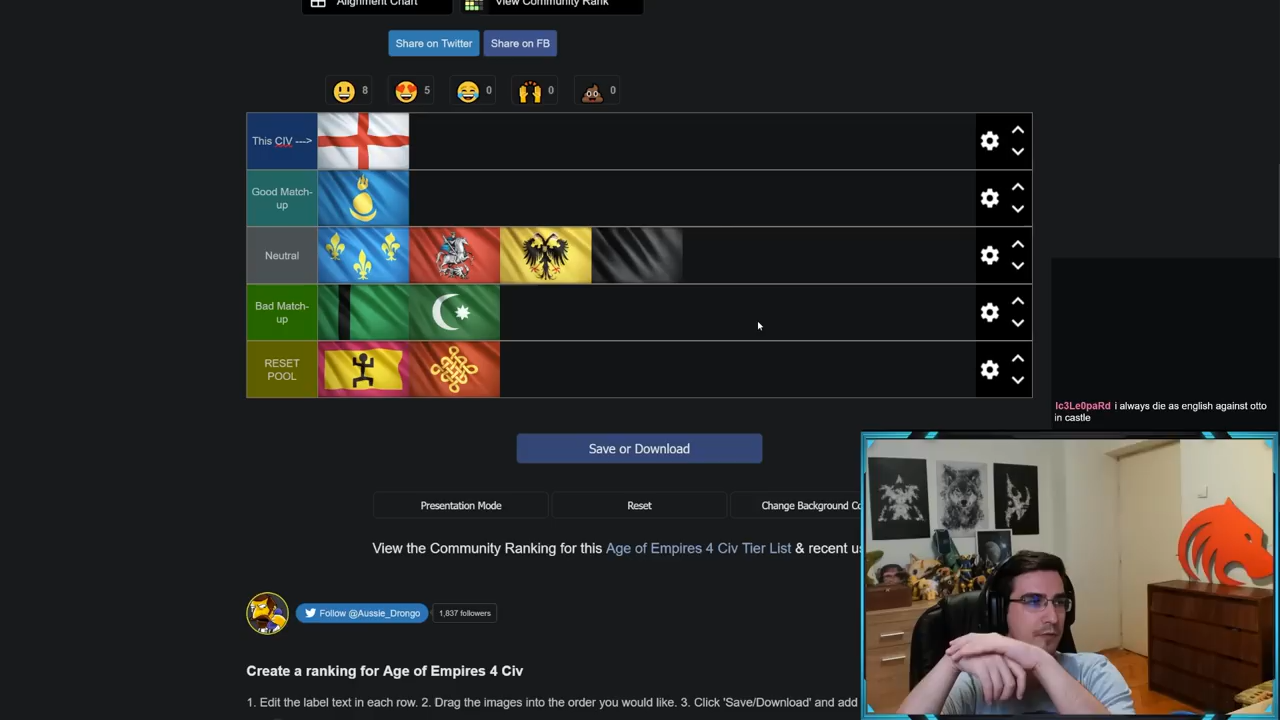 Alignment Chart
View Community Rank
Share on Twitter
Share on FB
8
5
0
0
0
This CIV --->
Good Match-
up
Neutral
Bad Match-
up
RESET
POOL
Ic3Le0paRd i always die as english against otto
in castle
Save or Download
Presentation Mode
Reset
Change Background Co
View the Community Ranking for this Age of Empires 4 Civ Tier List & recent us
Follow @Aussie_Drongo
1,837 followers
Create a ranking for Age of Empires 4 Civ
1. Edit the label text in each row. 2. Drag the images into the order you would like. 3. Click 'Save/Download' and add